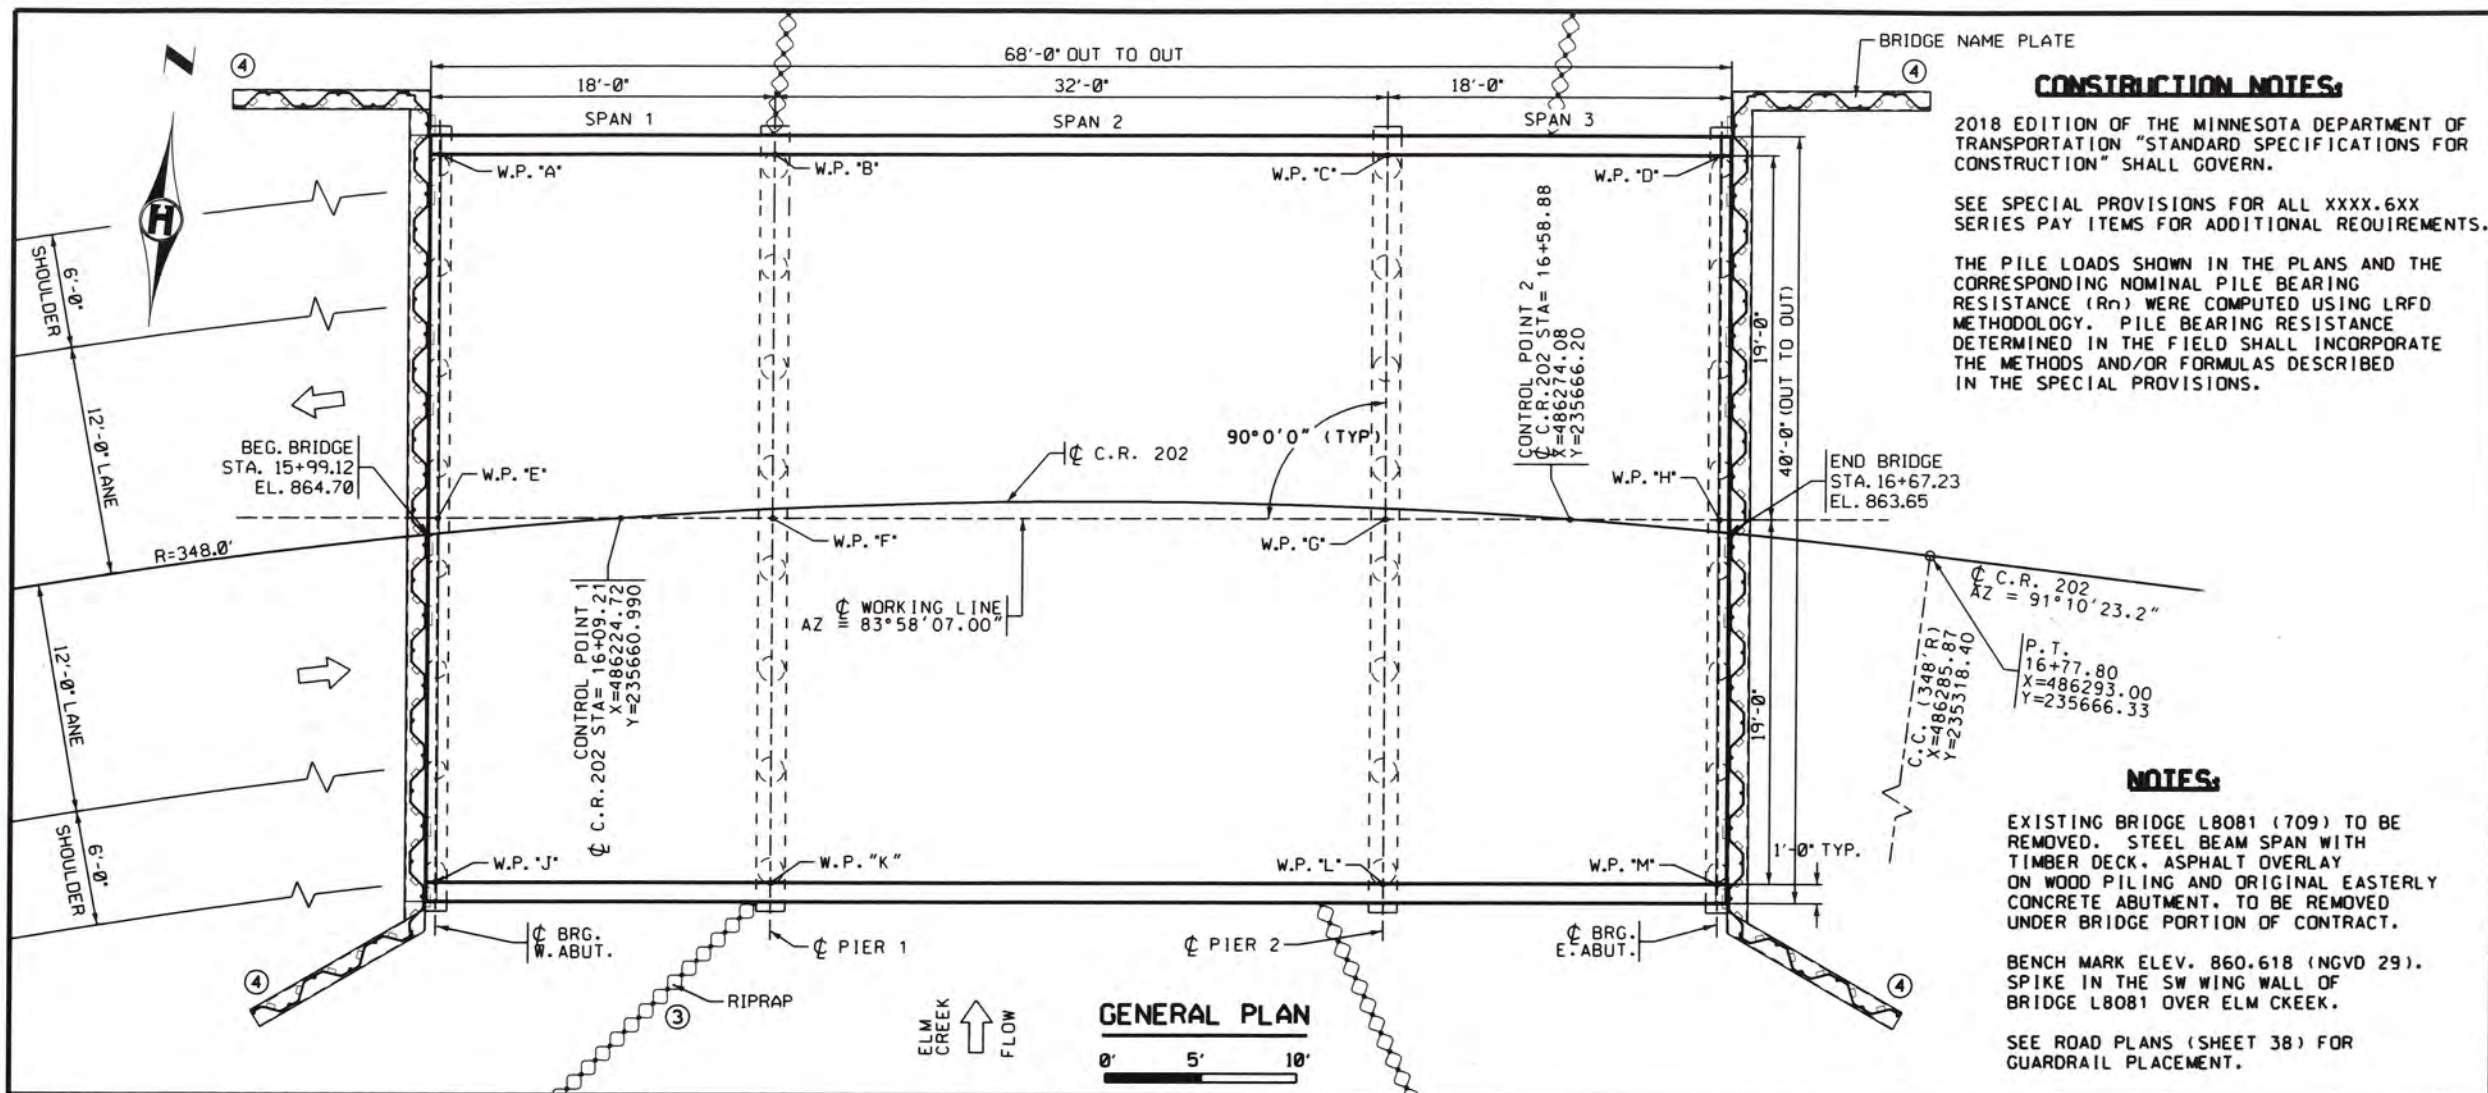 68'-0" OUT TO OUT
18'-0"
32'-0"
18'-0"
SPAN 1
SPAN 2
SPAN 3
BRIDGE NAME PLATE
4
4
H
W.P. "A"
W.P. "B"
W.P. "C"
W.P. "D"
6'-0"
SHOULDER
12'-0" LANE
BEG. BRIDGE
STA. 15+99.12
EL. 864.70
W.P. "E"
R=348.0'
℄ C.R. 202
90°0'0" (TYP)
CONTROL POINT 2
℄ C.R.202 STA= 16+58.88
X=486274.08
Y=235666.20
W.P. "H"
19'-0"
40'-0" (OUT TO OUT)
END BRIDGE
STA. 16+67.23
EL. 863.65
W.P. "F"
W.P. "G"
℄ WORKING LINE
AZ = 83°58'07.00"
CONTROL POINT 1
℄ C.R.202 STA= 16+09.21
X=486224.72
Y=235660.990
℄ C.R. 202
AZ = 91°10'23.2"
P.T.
16+77.80
X=486293.00
Y=235666.33
C.C. (348'R)
X=486285.87
Y=235318.40
12'-0" LANE
6'-0"
SHOULDER
19'-0"
1'-0" TYP.
W.P. "J"
W.P. "K"
W.P. "L"
W.P. "M"
℄ BRG.
W. ABUT.
℄ PIER 1
℄ PIER 2
℄ BRG.
E. ABUT.
4
RIPRAP
3
4
ELM
CREEK
FLOW
GENERAL PLAN
0' 5' 10'
CONSTRUCTION NOTES:
2018 EDITION OF THE MINNESOTA DEPARTMENT OF
TRANSPORTATION "STANDARD SPECIFICATIONS FOR
CONSTRUCTION" SHALL GOVERN.
SEE SPECIAL PROVISIONS FOR ALL XXXX.6XX
SERIES PAY ITEMS FOR ADDITIONAL REQUIREMENTS.
THE PILE LOADS SHOWN IN THE PLANS AND THE
CORRESPONDING NOMINAL PILE BEARING
RESISTANCE (Rn) WERE COMPUTED USING LRFD
METHODOLOGY. PILE BEARING RESISTANCE
DETERMINED IN THE FIELD SHALL INCORPORATE
THE METHODS AND/OR FORMULAS DESCRIBED
IN THE SPECIAL PROVISIONS.
NOTES:
EXISTING BRIDGE L8081 (709) TO BE
REMOVED. STEEL BEAM SPAN WITH
TIMBER DECK. ASPHALT OVERLAY
ON WOOD PILING AND ORIGINAL EASTERLY
CONCRETE ABUTMENT. TO BE REMOVED
UNDER BRIDGE PORTION OF CONTRACT.
BENCH MARK ELEV. 860.618 (NGVD 29).
SPIKE IN THE SW WING WALL OF
BRIDGE L8081 OVER ELM CKEEK.
SEE ROAD PLANS (SHEET 38) FOR
GUARDRAIL PLACEMENT.